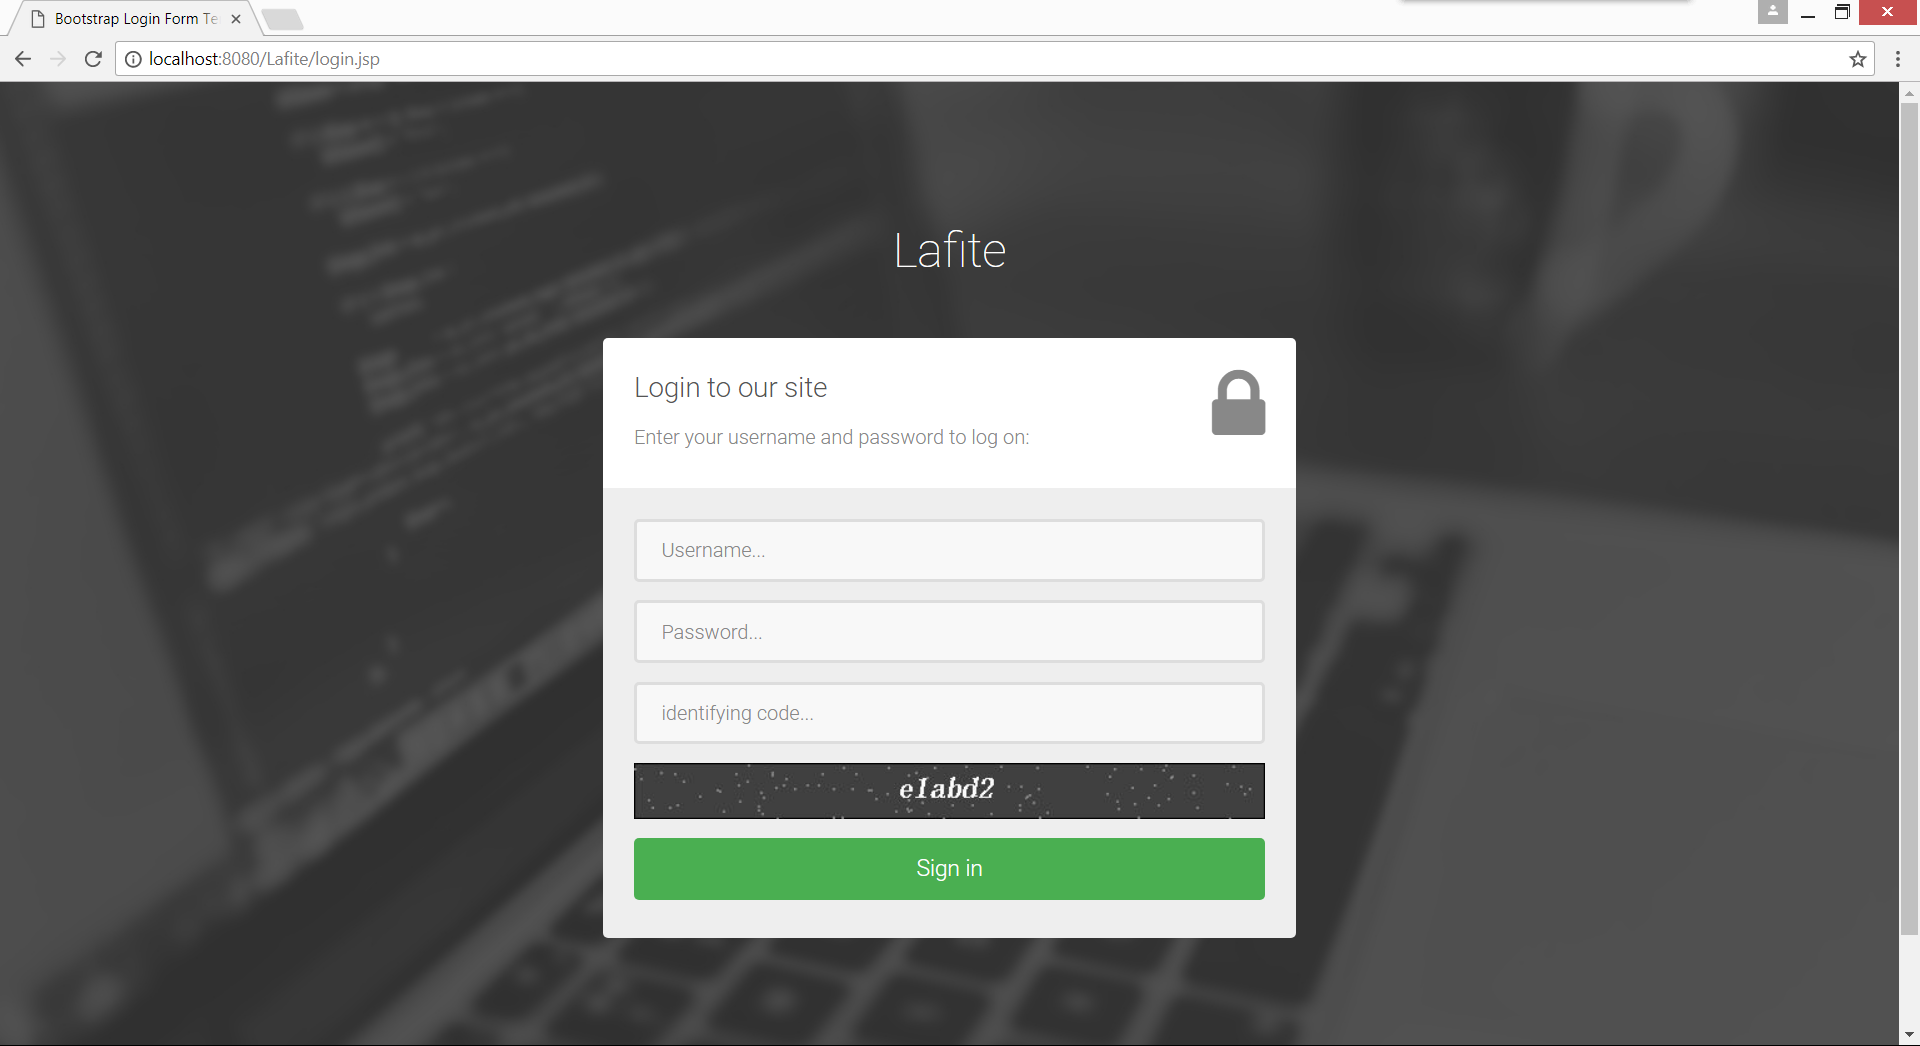 Bootstrap Login Form Te
localhost:8080/Lafite/login.jsp
Lafite
Login to our site
Enter your username and password to log on:
Username...
Password...
identifying code...
e1abd2
Sign in